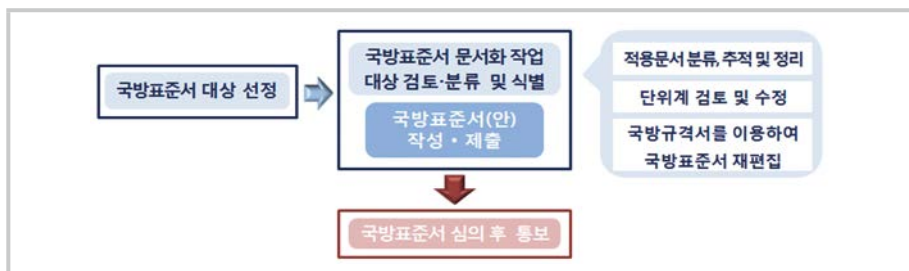 국방표준서 대상 선정
국방표준서 문서화 작업
대상 검토·분류 및 식별
국방표준서(안)
작성·제출
적용문서 분류, 추적 및 정리
단위계 검토 및 수정
국방규격서를 이용하여
국방표준서 재편집
국방표준서 심의 후 통보